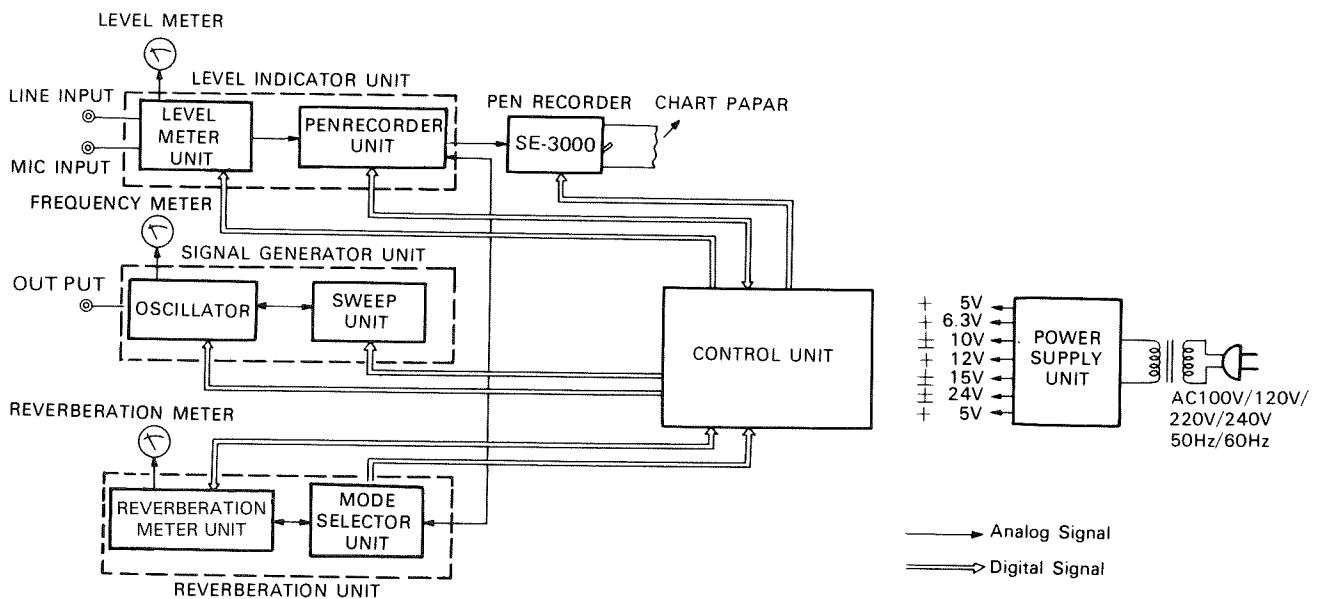 LEVEL METER
LEVEL INDICATOR UNIT
LINE INPUT
MIC INPUT
LEVEL
METER
UNIT
PENRECORDER
UNIT
PEN RECORDER
CHART PAPAR
SE-3000
FREQUENCY METER
SIGNAL GENERATOR UNIT
OUT PUT
OSCILLATOR
SWEEP
UNIT
CONTROL UNIT
+ 5V
+ 6.3V
± 10V
+ 12V
± 15V
± 24V
+ 5V
POWER
SUPPLY
UNIT
AC100V/120V/
220V/240V
50Hz/60Hz
REVERBERATION METER
REVERBERATION
METER UNIT
MODE
SELECTOR
UNIT
REVERBERATION UNIT
Analog Signal
Digital Signal